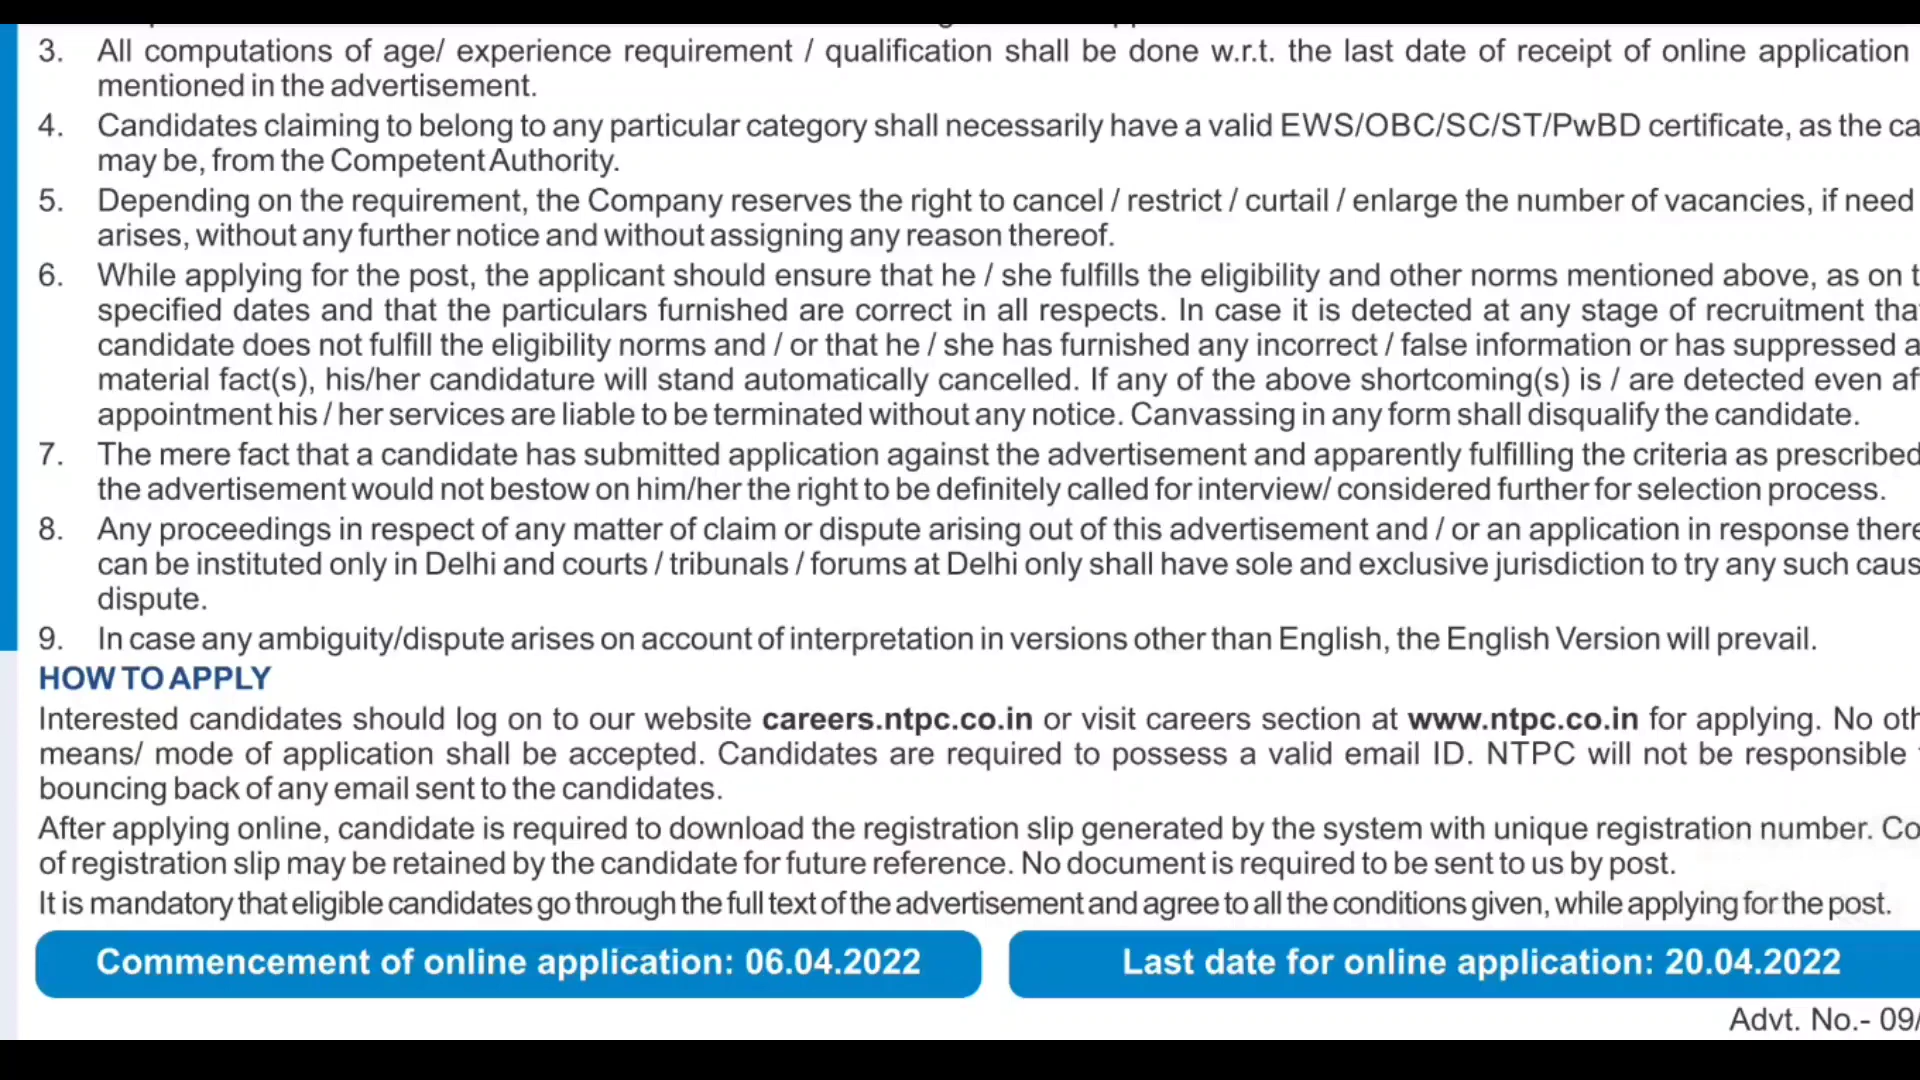 3. All computations of age/ experience requirement / qualification shall be done w.r.t. the last date of receipt of online application
mentioned in the advertisement.
4. Candidates claiming to belong to any particular category shall necessarily have a valid EWS/OBC/SC/ST/PwBD certificate, as the ca
may be, from the Competent Authority.
5. Depending on the requirement, the Company reserves the right to cancel / restrict / curtail / enlarge the number of vacancies, if need
arises, without any further notice and without assigning any reason thereof.
6. While applying for the post, the applicant should ensure that he / she fulfills the eligibility and other norms mentioned above, as on t
specified dates and that the particulars furnished are correct in all respects. In case it is detected at any stage of recruitment tha
candidate does not fulfill the eligibility norms and / or that he / she has furnished any incorrect / false information or has suppressed a
material fact(s), his/her candidature will stand automatically cancelled. If any of the above shortcoming(s) is / are detected even af
appointment his / her services are liable to be terminated without any notice. Canvassing in any form shall disqualify the candidate.
7. The mere fact that a candidate has submitted application against the advertisement and apparently fulfilling the criteria as prescribed
the advertisement would not bestow on him/her the right to be definitely called for interview/ considered further for selection process.
8. Any proceedings in respect of any matter of claim or dispute arising out of this advertisement and / or an application in response there
can be instituted only in Delhi and courts / tribunals / forums at Delhi only shall have sole and exclusive jurisdiction to try any such caus
dispute.
9. In case any ambiguity/dispute arises on account of interpretation in versions other than English, the English Version will prevail.
HOW TO APPLY
Interested candidates should log on to our website careers.ntpc.co.in or visit careers section at www.ntpc.co.in for applying. No oth
means/ mode of application shall be accepted. Candidates are required to possess a valid email ID. NTPC will not be responsible
bouncing back of any email sent to the candidates.
After applying online, candidate is required to download the registration slip generated by the system with unique registration number. Co
of registration slip may be retained by the candidate for future reference. No document is required to be sent to us by post.
It is mandatory that eligible candidates go through the full text of the advertisement and agree to all the conditions given, while applying for the post.
Commencement of online application: 06.04.2022
Last date for online application: 20.04.2022
Advt. No.- 09/